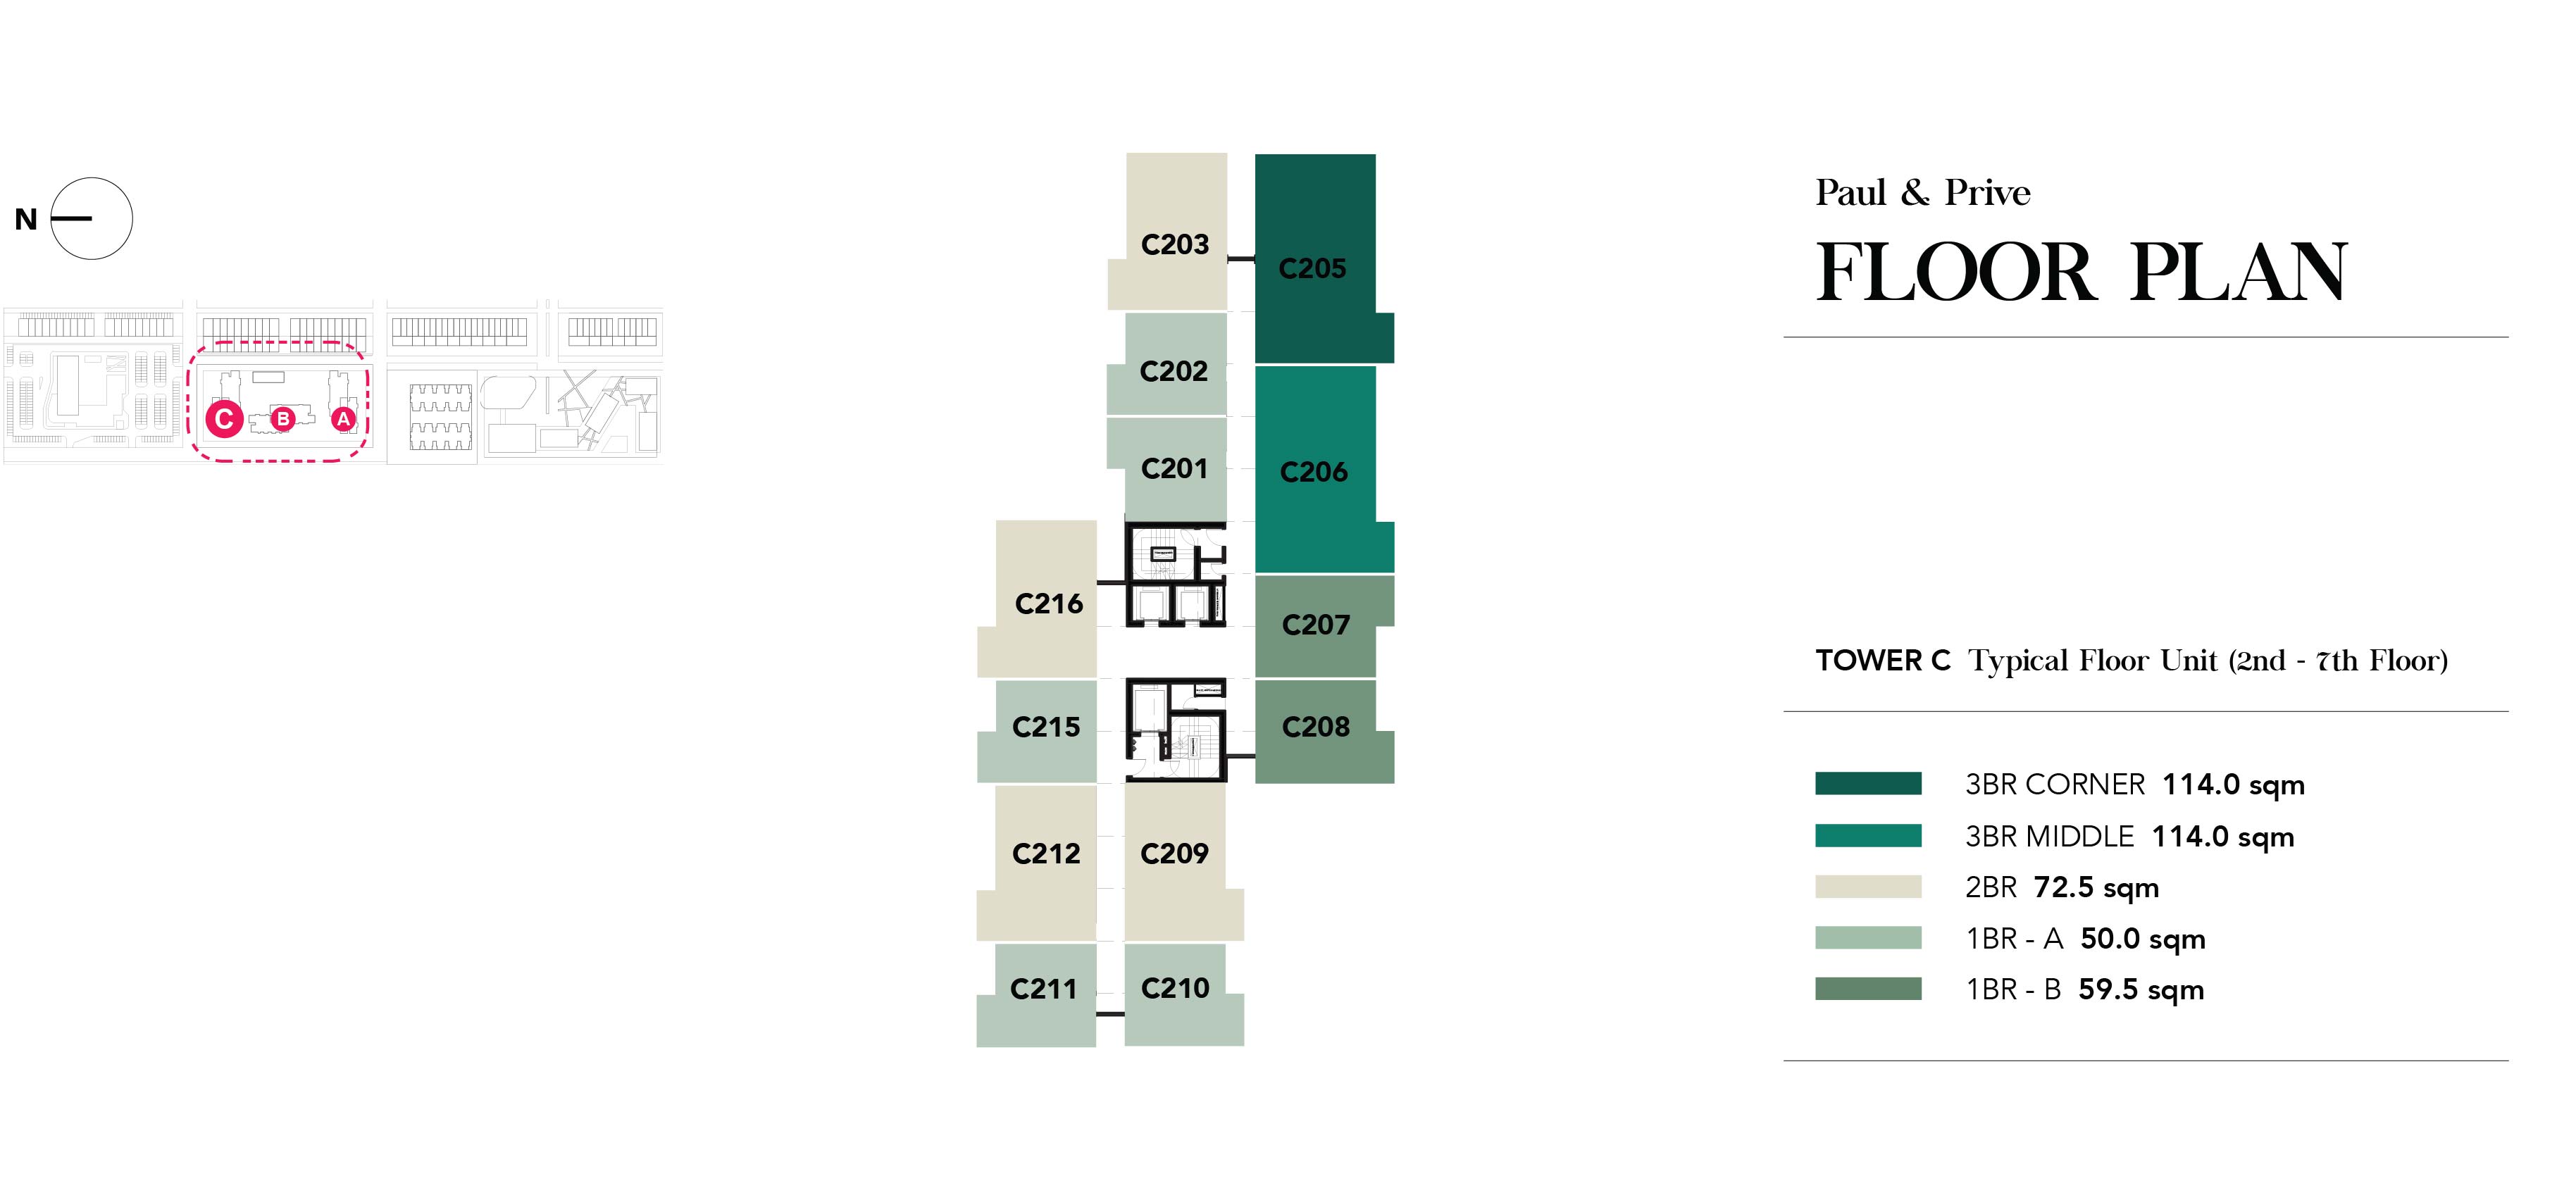 N
C
B
A
C203
C205
C202
C206
C201
C216
C207
C215
C208
C212
C209
C211
C210
Paul & Prive
FLOOR PLAN
TOWER C Typical Floor Unit (2nd - 7th Floor)
3BR CORNER 114.0 sqm
3BR MIDDLE 114.0 sqm
2BR 72.5 sqm
1BR - A 50.0 sqm
1BR - B 59.5 sqm